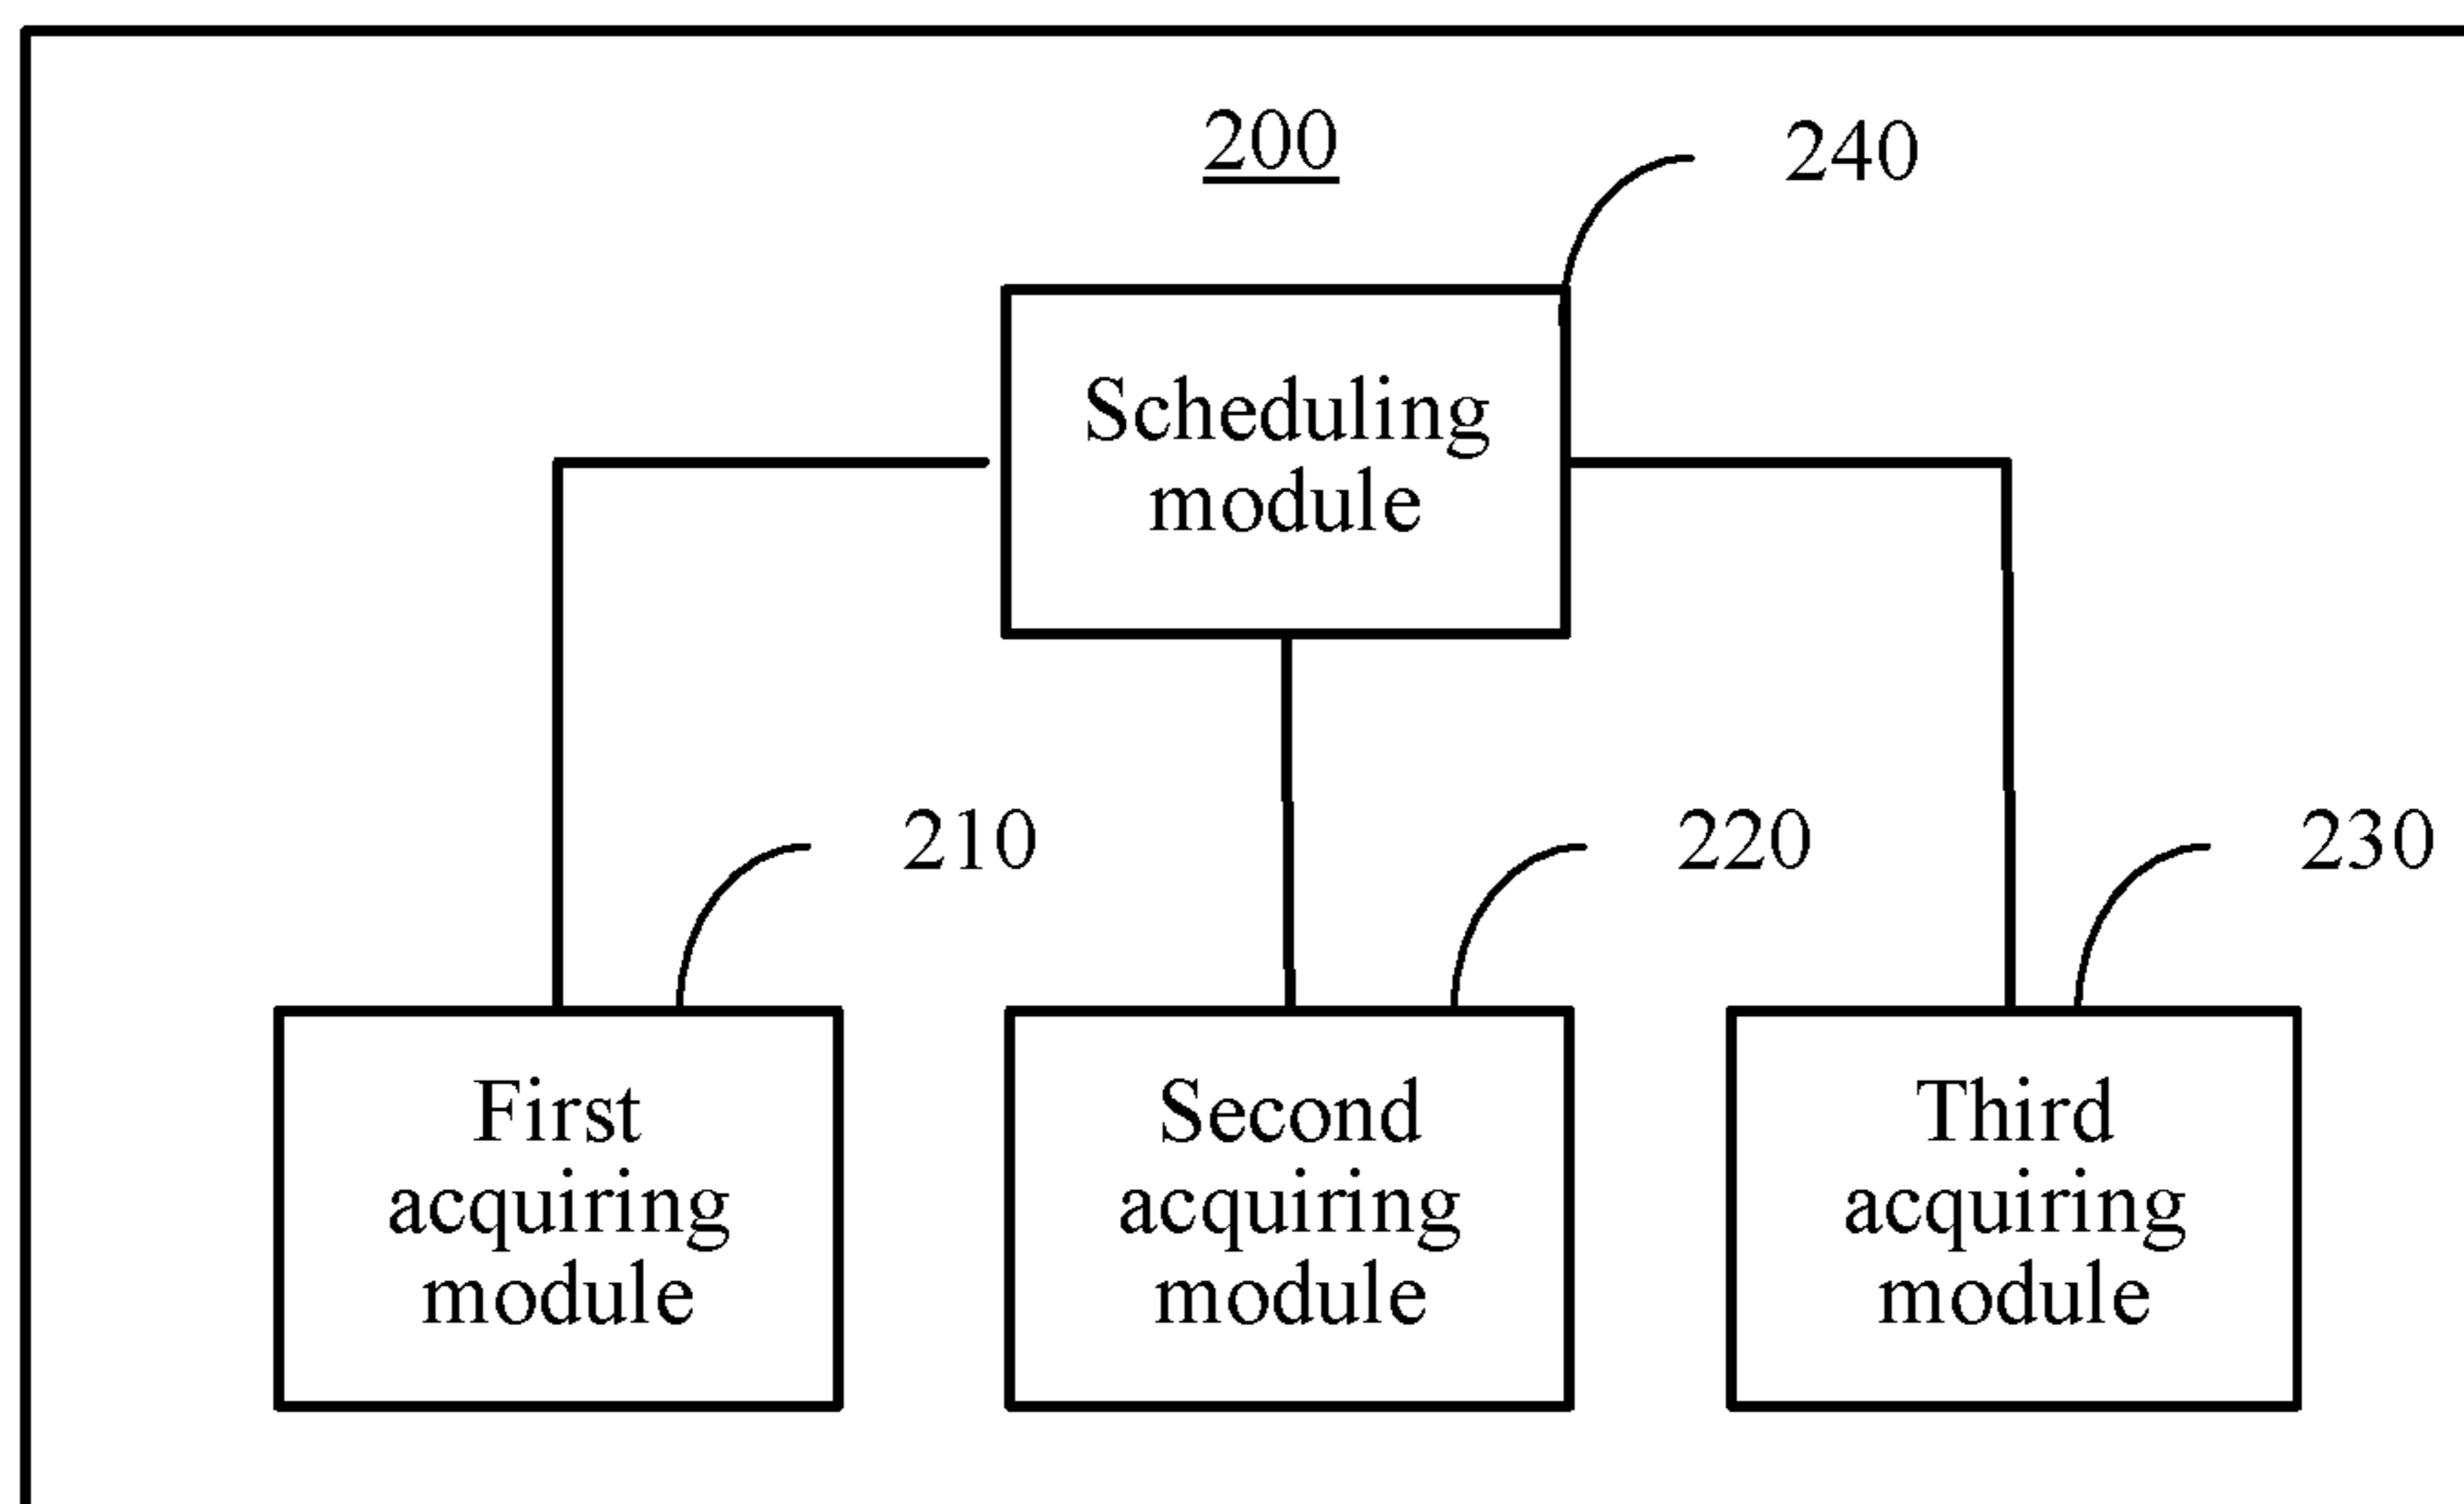 200
240
Scheduling
module
210
220
230
First
acquiring
module
Second
acquiring
module
Third
acquiring
module